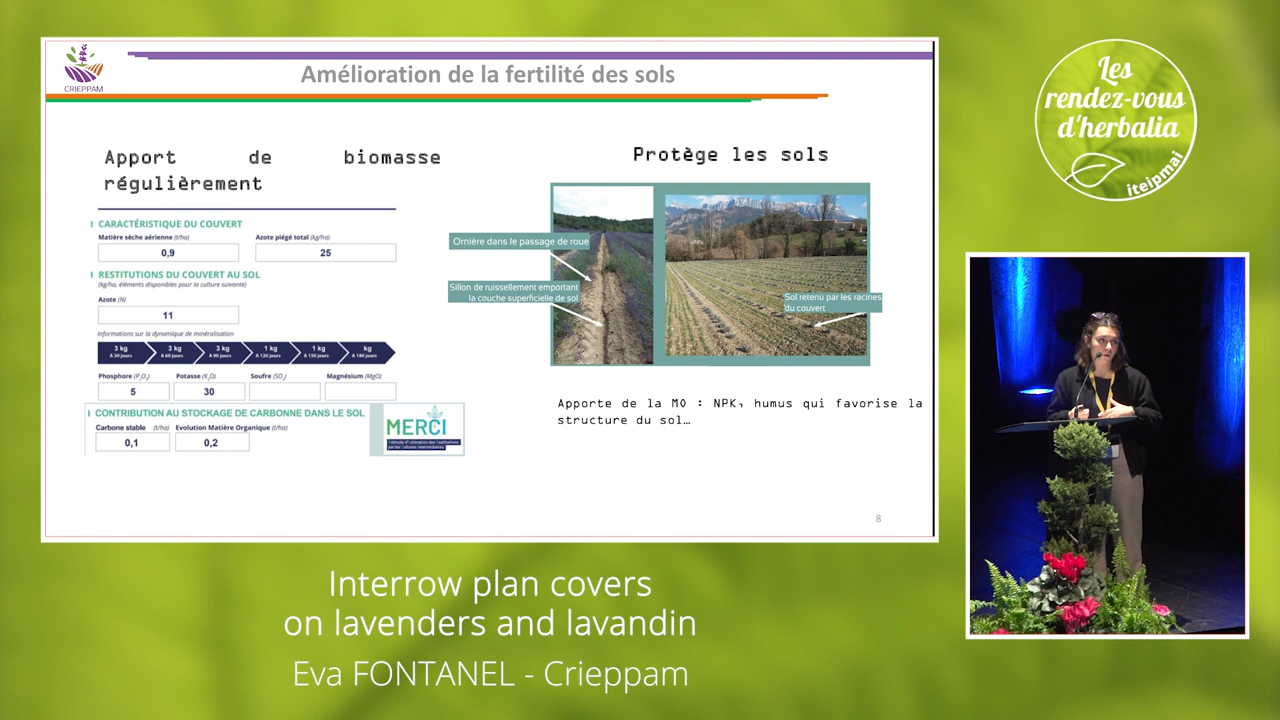 CRIEPPAM
Amélioration de la fertilité des sols
Apport de biomasse
régulièrement
CARACTÉRISTIQUE DU COUVERT
Matière sèche aérienne (t/ha) Azote piégé total (kg/ha)
0,9 25
RESTITUTIONS DU COUVERT AU SOL
(kg/ha, éléments disponibles pour la culture suivante)
Azote (N)
11
Informations sur la dynamique de minéralisation
3 kg 3 kg 3 kg 1 kg 1 kg kg
A 30 jours A 60 jours A 90 jours A 120 jours A 150 jours A 180 jours
Phosphore (P₂O₅) Potasse (K₂O) Soufre (SO₃) Magnésium (MgO)
5 30
CONTRIBUTION AU STOCKAGE DE CARBONNE DANS LE SOL
Carbone stable (t/ha) Evolution Matière Organique (t/ha)
0,1 0,2
MERCI
Protège les sols
Ornière dans le passage de roue
Sillon de ruissellement emportant
la couche superficielle de sol
Sol retenu par les racines
du couvert
Apporte de la MO : NPK, humus qui favorise la
structure du sol…
8
Les
rendez-vous
d'herbalia
iteipmai
Interrow plan covers
on lavenders and lavandin
Eva FONTANEL - Crieppam